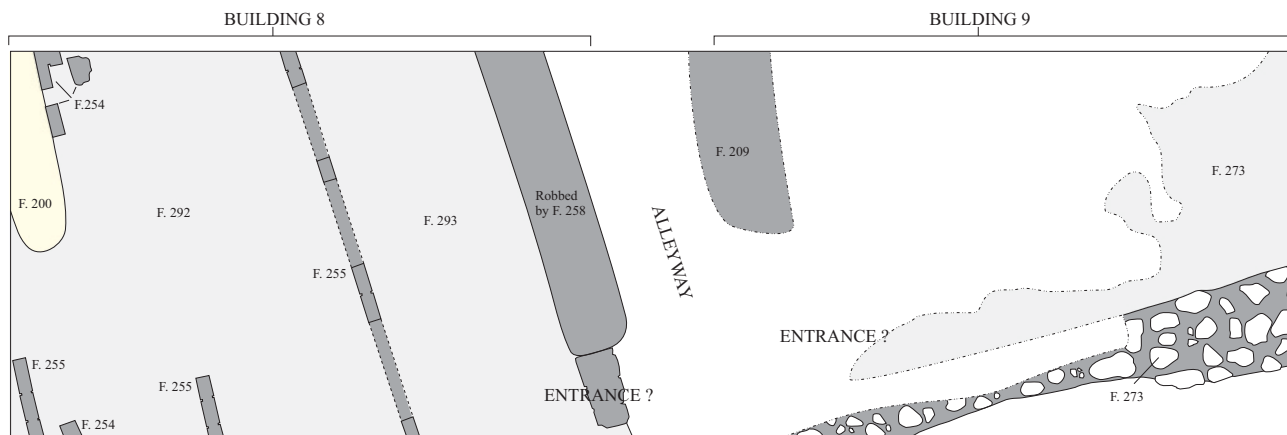 BUILDING 8
BUILDING 9
F.254
F. 209
F. 273
F. 200
F. 292
F. 293
Robbed
by F. 258
ALLEYWAY
F. 255
ENTRANCE ?
F. 255
F. 255
ENTRANCE ?
F. 273
F. 254